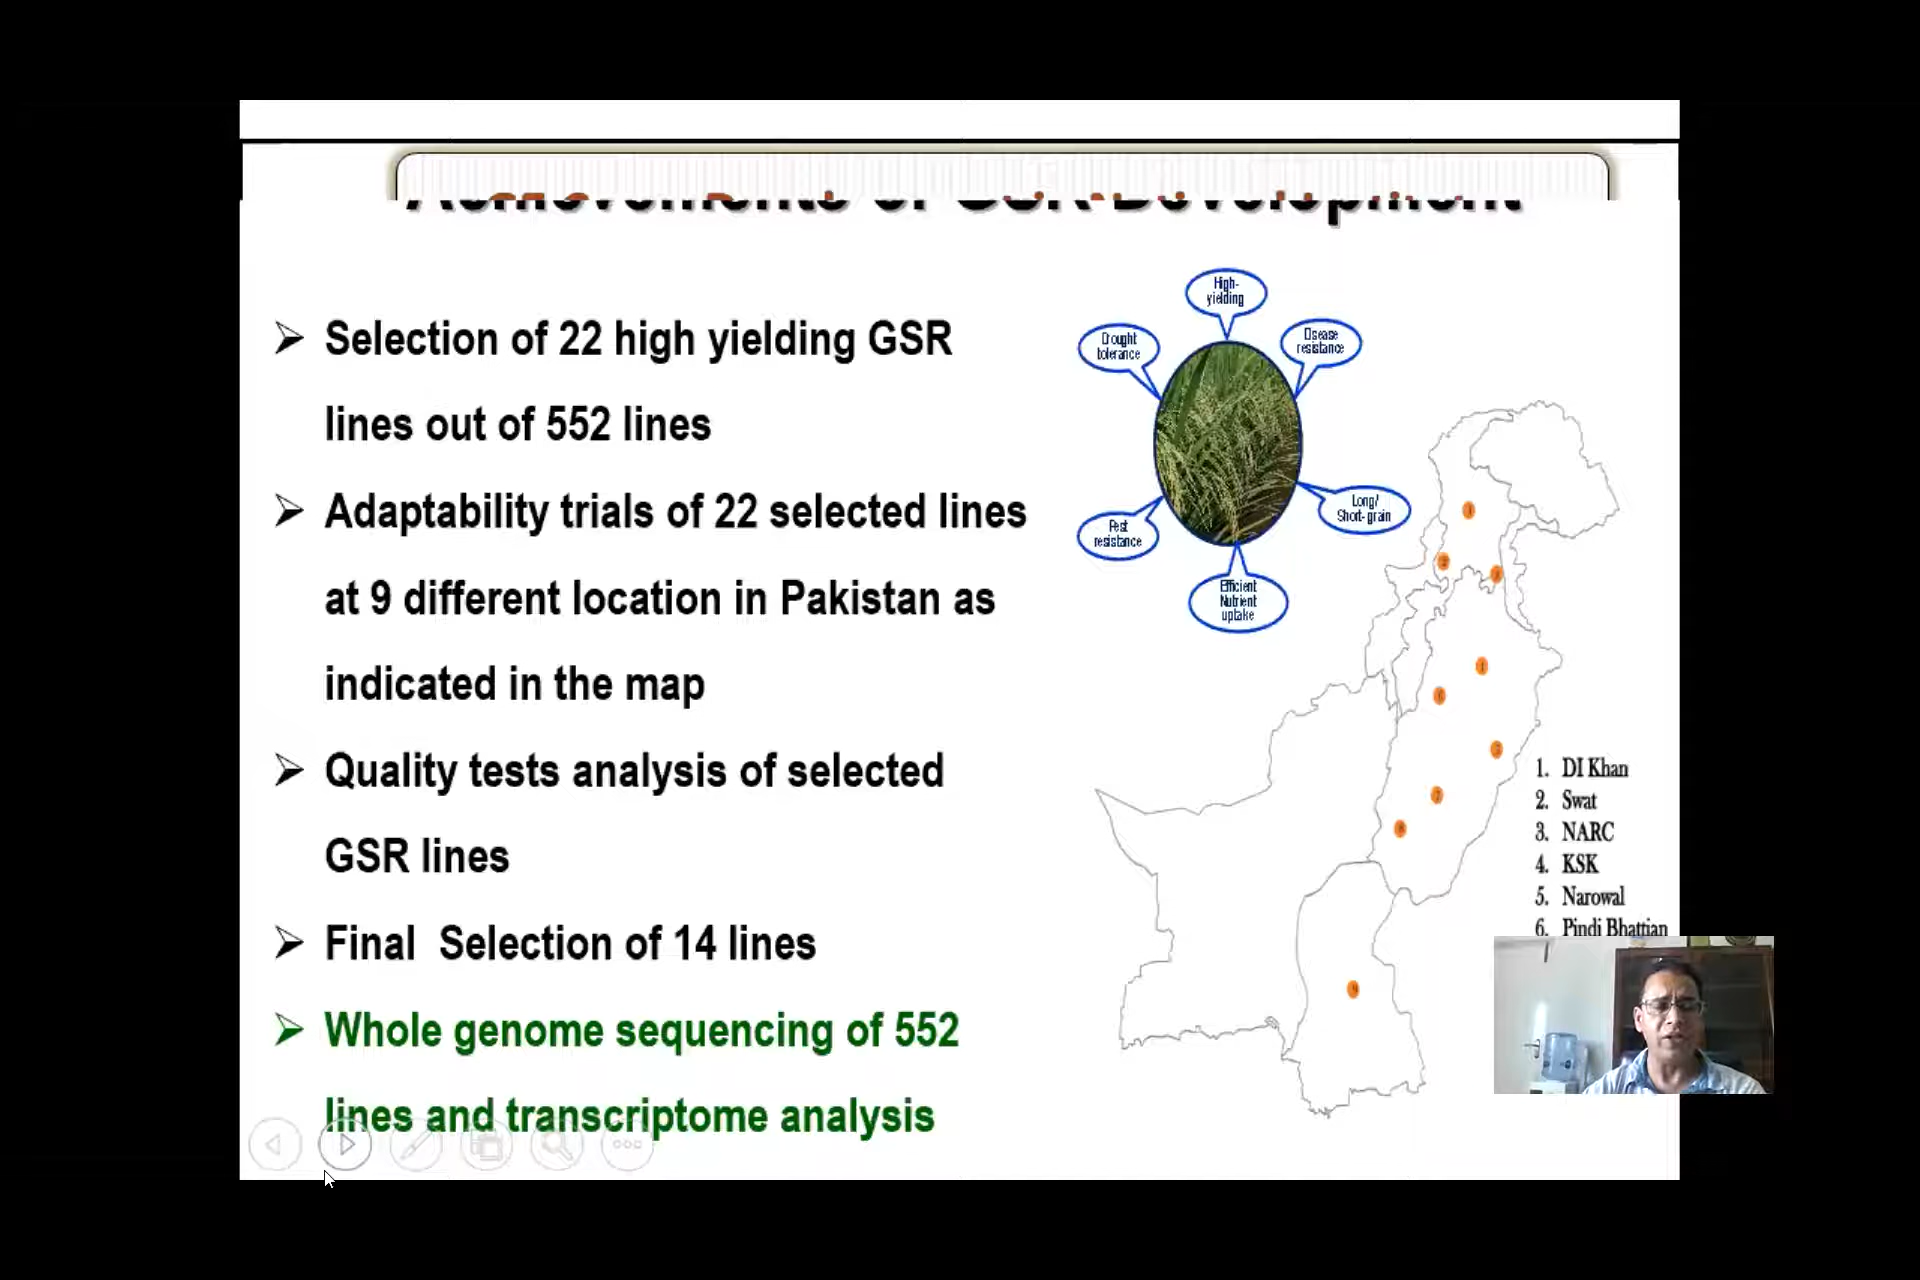 Selection of 22 high yielding GSR
lines out of 552 lines
Adaptability trials of 22 selected lines
at 9 different location in Pakistan as
indicated in the map
Quality tests analysis of selected
GSR lines
Final Selection of 14 lines
Whole genome sequencing of 552
lines and transcriptome analysis
High-
yielding
Drought
tolerance
Disease
resistance
Pest
resistance
Long/
Short-grain
Efficient
Nutrient
uptake
1. DI Khan
2. Swat
3. NARC
4. KSK
5. Narowal
6. Pindi Bhattian